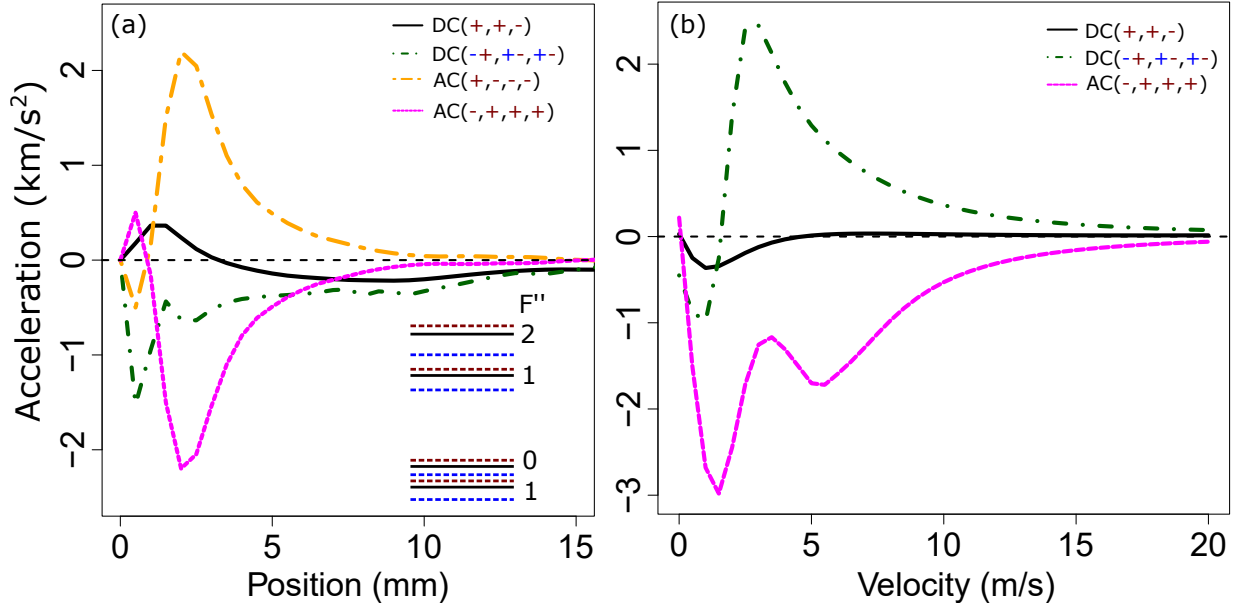 (a)
DC(+,+,-)
DC(-+,+-,+-)
AC(+,-,-,-)
AC(-,+,+,+)
Acceleration (km/s²)
2
1
0
−1
−2
F''
2
1
0
1
0
5
10
15
Position (mm)
(b)
DC(+,+,-)
DC(-+,+-,+-)
AC(-,+,+,+)
2
1
0
−1
−2
−3
0
5
10
15
20
Velocity (m/s)